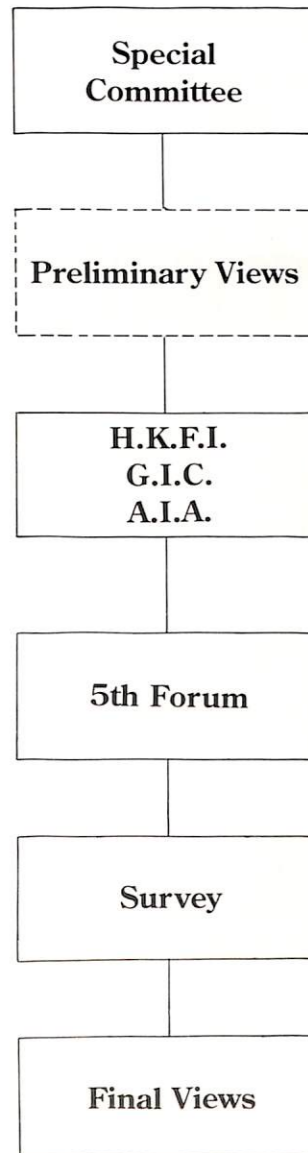 Special
Committee
Preliminary Views
H.K.F.I.
G.I.C.
A.I.A.
5th Forum
Survey
Final Views